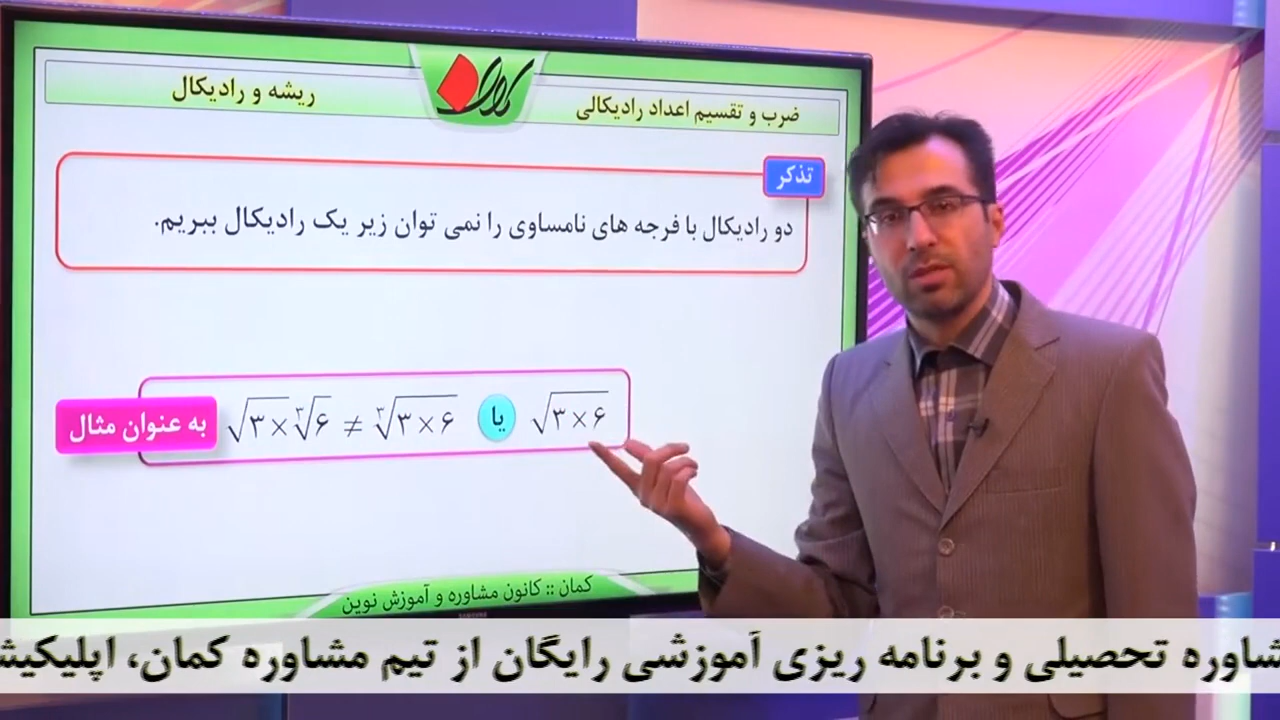 ضرب و تقسیم اعداد رادیکالی
ریشه و رادیکال
تذکر
دو رادیکال با فرجه های نامساوی را نمی توان زیر یک رادیکال ببریم.
به عنوان مثال
√۳×∛۶ ≠ ∛۳×۶ یا √۳×۶
کمان :: کانون مشاوره و آموزش نوین
شاوره تحصیلی و برنامه ریزی آموزشی رایگان از تیم مشاوره کمان، اپلیکیش